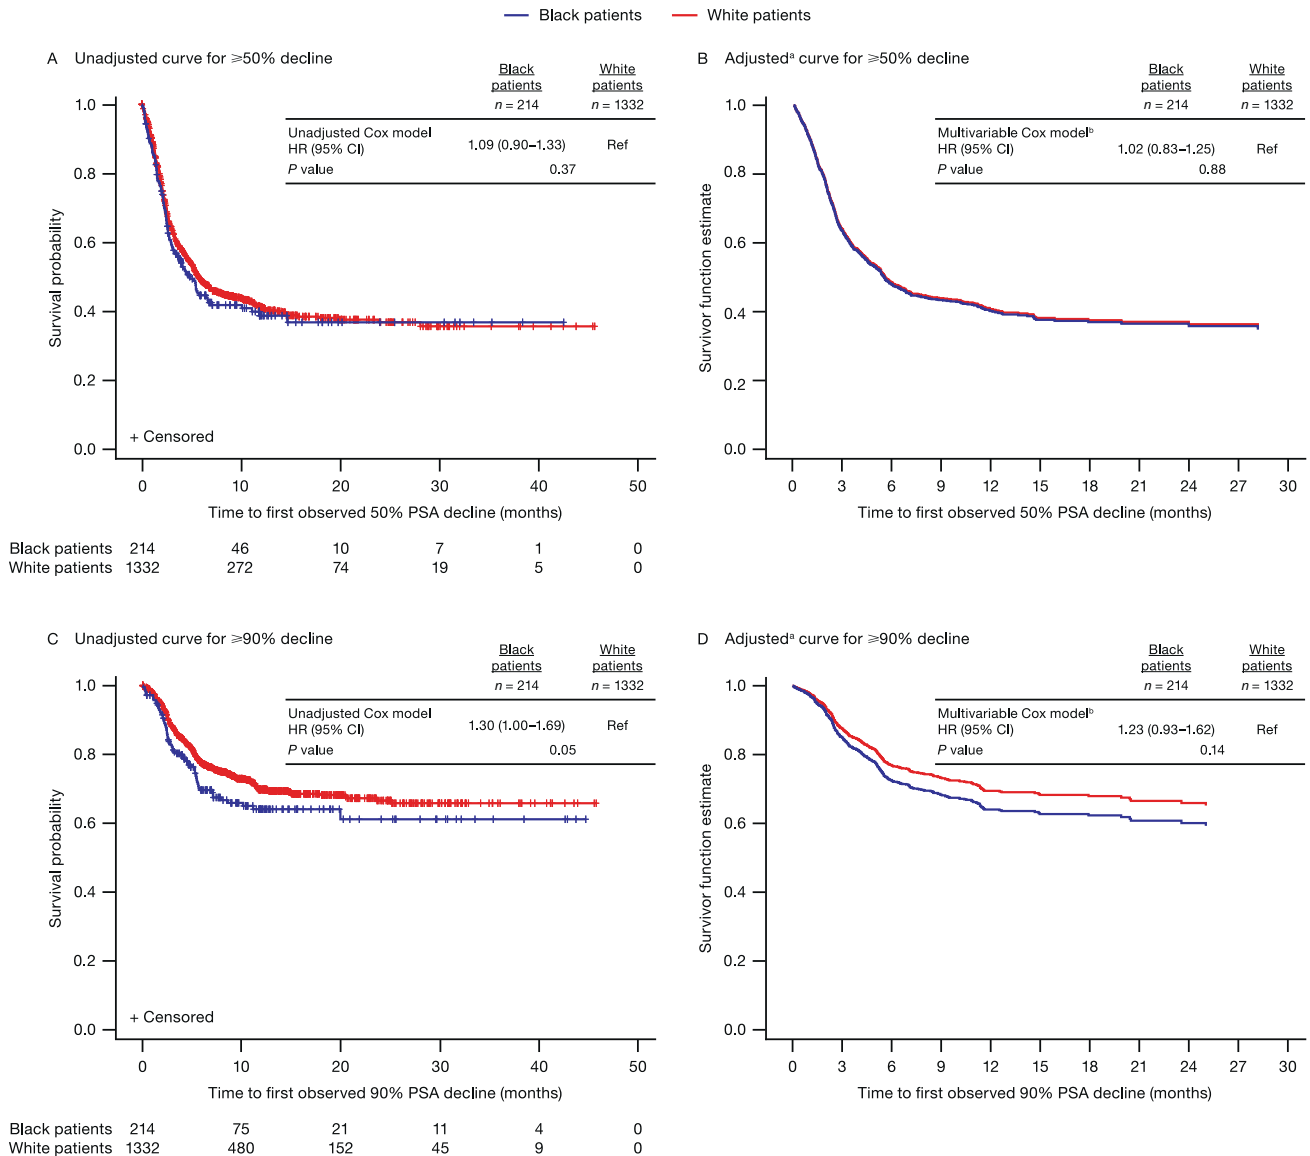 Black patients White patients
A Unadjusted curve for ⩾50% decline
Black patients White patients
n = 214 n = 1332
Unadjusted Cox model
HR (95% CI) 1.09 (0.90–1.33) Ref
P value 0.37
1.0
0.8
0.6
0.4
0.2
0.0
Survival probability
+ Censored
0 10 20 30 40 50
Time to first observed 50% PSA decline (months)
Black patients 214 46 10 7 1 0
White patients 1332 272 74 19 5 0
B Adjustedᵃ curve for ⩾50% decline
Black patients White patients
n = 214 n = 1332
Multivariable Cox modelᵇ
HR (95% CI) 1.02 (0.83–1.25) Ref
P value 0.88
1.0
0.8
0.6
0.4
0.2
0.0
Survivor function estimate
0 3 6 9 12 15 18 21 24 27 30
Time to first observed 50% PSA decline (months)
C Unadjusted curve for ⩾90% decline
Black patients White patients
n = 214 n = 1332
Unadjusted Cox model
HR (95% CI) 1.30 (1.00–1.69) Ref
P value 0.05
1.0
0.8
0.6
0.4
0.2
0.0
Survival probability
+ Censored
0 10 20 30 40 50
Time to first observed 90% PSA decline (months)
Black patients 214 75 21 11 4 0
White patients 1332 480 152 45 9 0
D Adjustedᵃ curve for ⩾90% decline
Black patients White patients
n = 214 n = 1332
Multivariable Cox modelᵇ
HR (95% CI) 1.23 (0.93–1.62) Ref
P value 0.14
1.0
0.8
0.6
0.4
0.2
0.0
Survivor function estimate
0 3 6 9 12 15 18 21 24 27 30
Time to first observed 90% PSA decline (months)